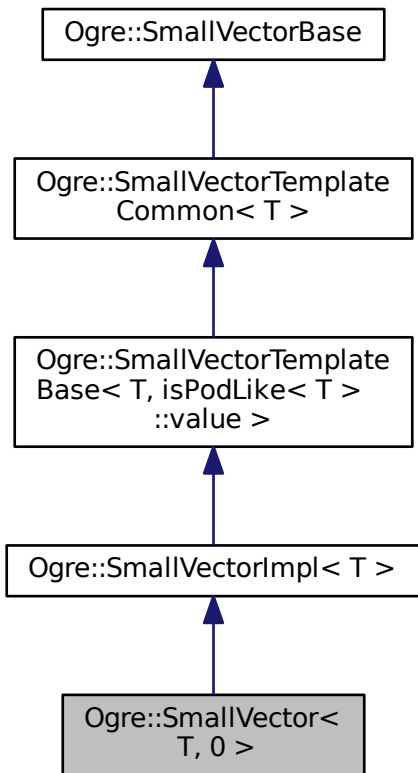 Ogre::SmallVectorBase
Ogre::SmallVectorTemplate
Common< T >
Ogre::SmallVectorTemplate
Base< T, isPodLike< T >
::value >
Ogre::SmallVectorImpl< T >
Ogre::SmallVector<
T, 0 >